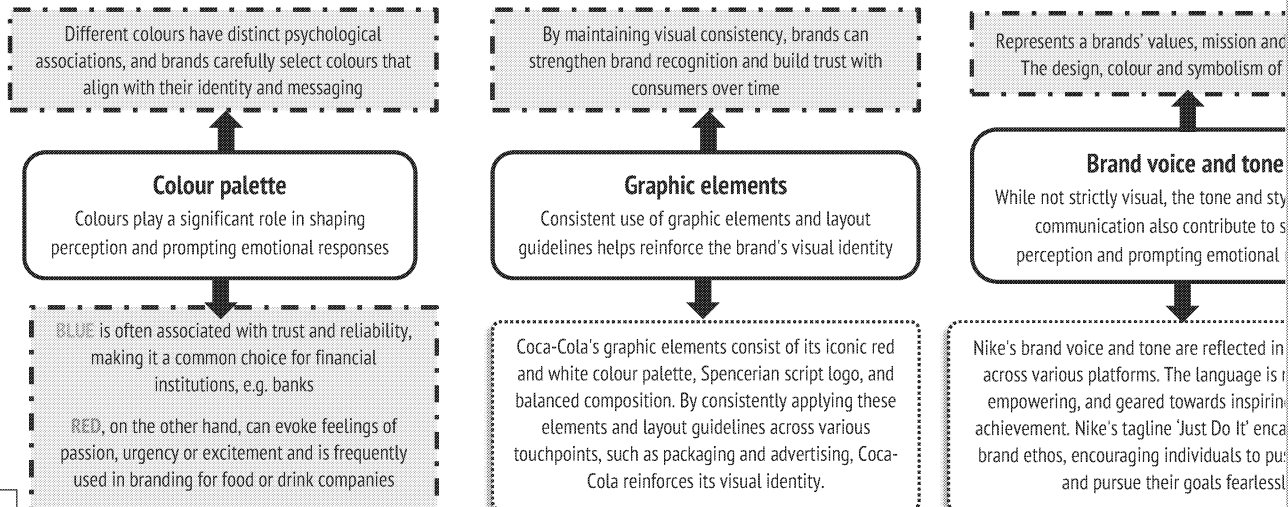 Different colours have distinct psychological
associations, and brands carefully select colours that
align with their identity and messaging
Colour palette
Colours play a significant role in shaping
perception and prompting emotional responses
BLUE is often associated with trust and reliability,
making it a common choice for financial
institutions, e.g. banks
RED, on the other hand, can evoke feelings of
passion, urgency or excitement and is frequently
used in branding for food or drink companies
By maintaining visual consistency, brands can
strengthen brand recognition and build trust with
consumers over time
Graphic elements
Consistent use of graphic elements and layout
guidelines helps reinforce the brand's visual identity
Coca-Cola's graphic elements consist of its iconic red
and white colour palette, Spencerian script logo, and
balanced composition. By consistently applying these
elements and layout guidelines across various
touchpoints, such as packaging and advertising, Coca-
Cola reinforces its visual identity.
Represents a brands' values, mission and
The design, colour and symbolism of
Brand voice and tone
While not strictly visual, the tone and
communication also contribute to
perception and prompting emotional
Nike's brand voice and tone are reflected in
across various platforms. The language is
empowering, and geared towards
achievement. Nike's tagline 'Just Do It'
brand ethos, encouraging individuals to
and pursue their goals